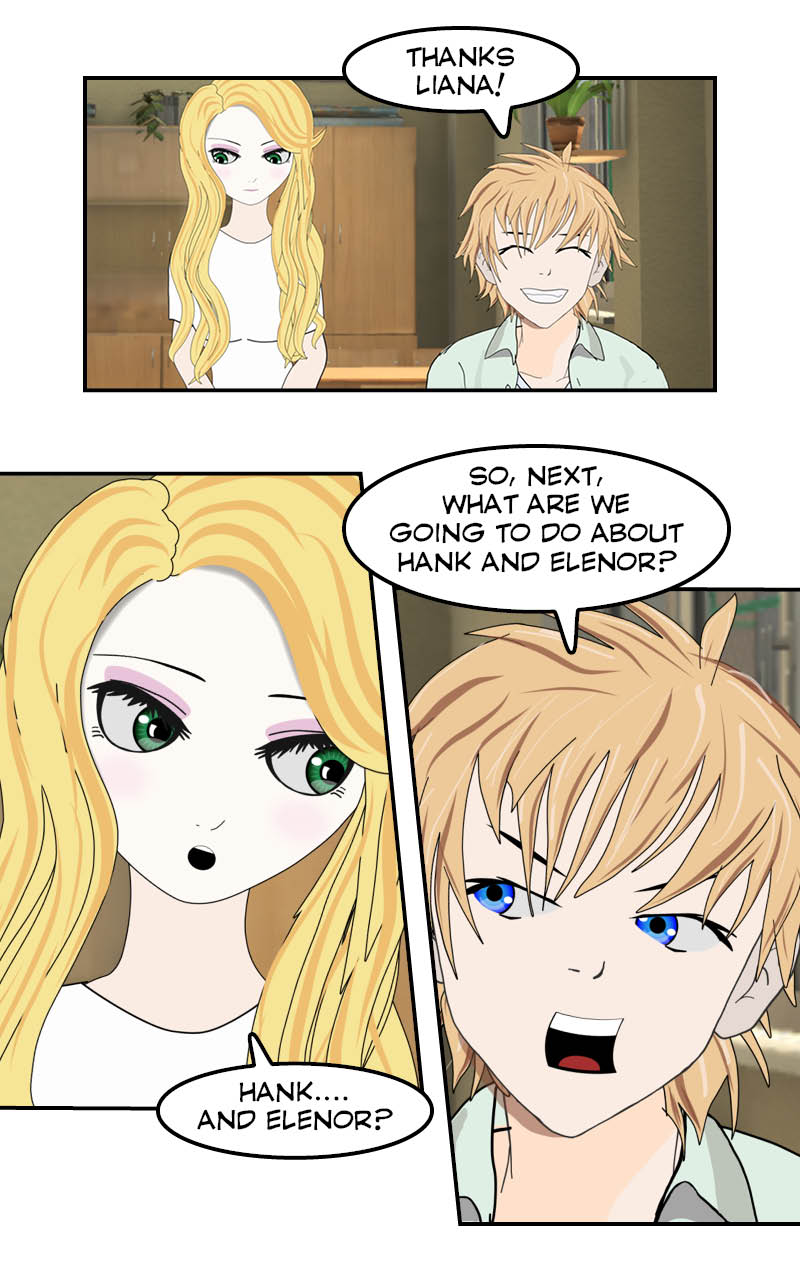 THANKS
LIANA!
SO, NEXT,
WHAT ARE WE
GOING TO DO ABOUT
HANK AND ELENOR?
HANK....
AND ELENOR?